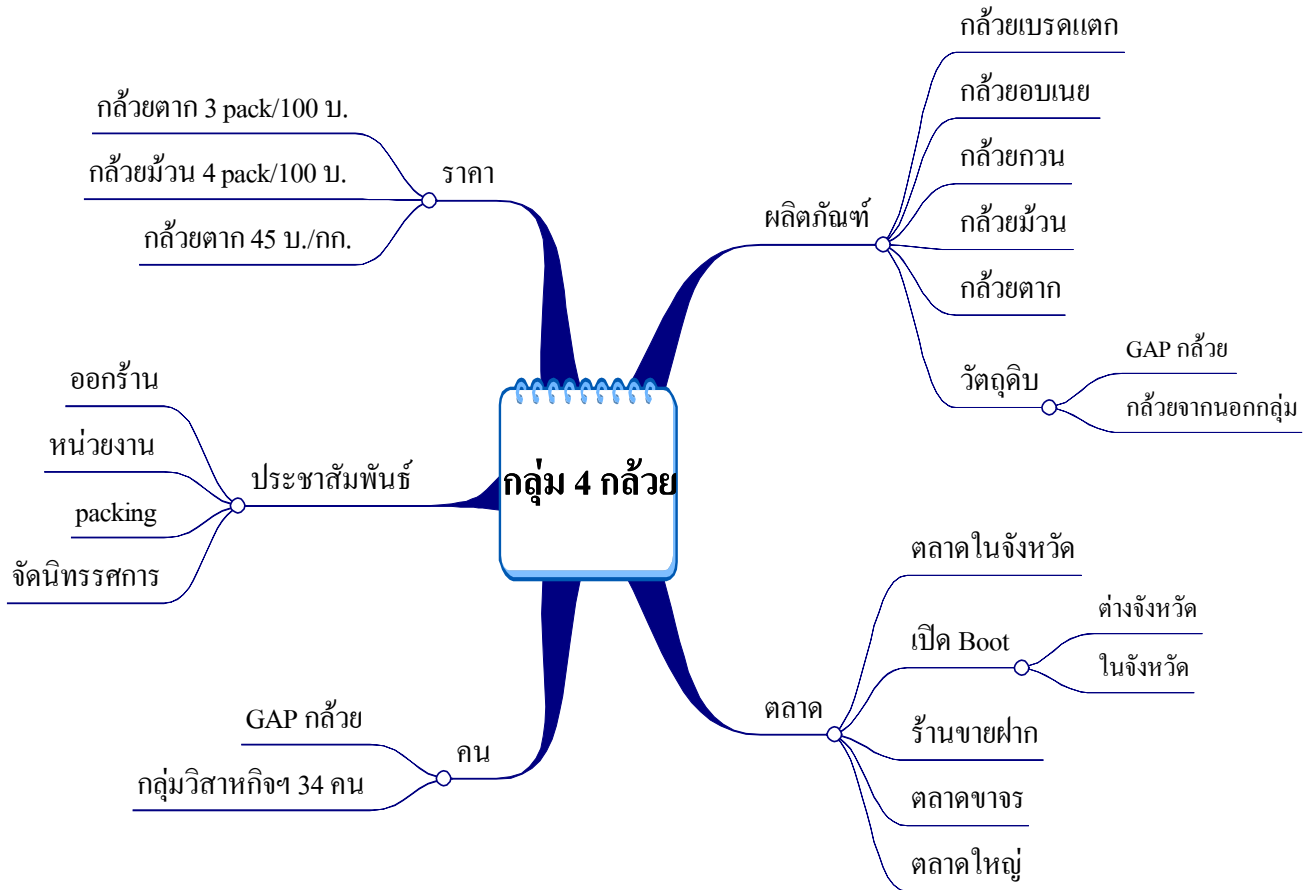 กลุ่ม 4 กล้วย
ผลิตภัณฑ์
กล้วยเบรดแตก
กล้วยอบเนย
กล้วยกวน
กล้วยม้วน
กล้วยตาก
วัตถุดิบ
GAP กล้วย
กล้วยจากนอกกลุ่ม
ตลาด
ตลาดในจังหวัด
เปิด Boot
ต่างจังหวัด
ในจังหวัด
ร้านขายฝาก
ตลาดขาจร
ตลาดใหญ่
คน
GAP กล้วย
กลุ่มวิสาหกิจฯ 34 คน
ประชาสัมพันธ์
ออกร้าน
หน่วยงาน
packing
จัดนิทรรศการ
ราคา
กล้วยตาก 3 pack/100 บ.
กล้วยม้วน 4 pack/100 บ.
กล้วยตาก 45 บ./กก.